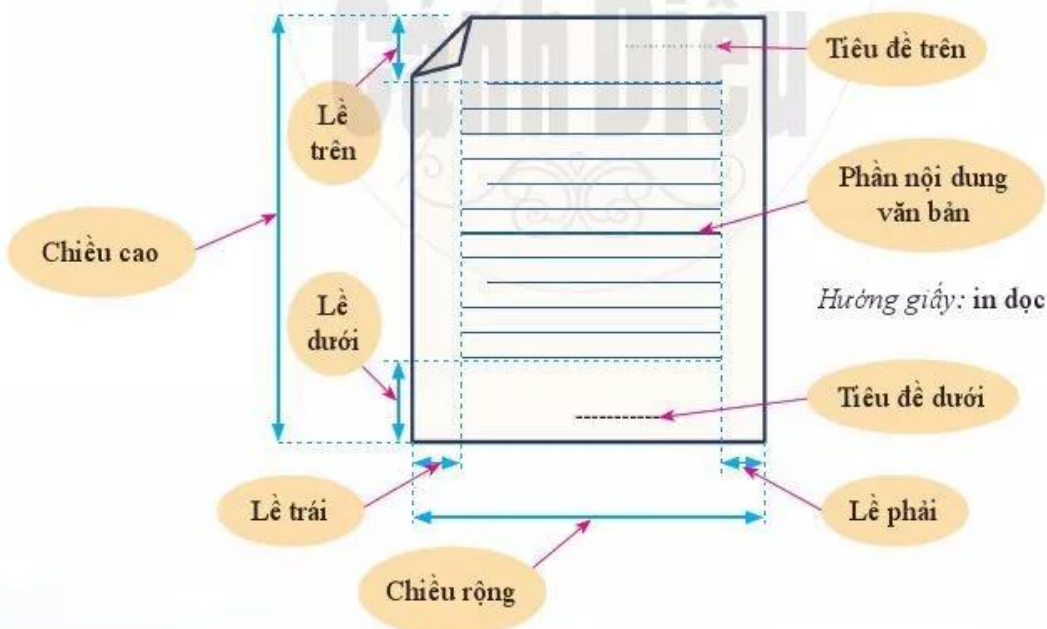 Cánh Diều
Tiêu đề trên
Lề
trên
Phần nội dung
văn bản
Chiều cao
Hướng giấy: in dọc
Lề
dưới
Tiêu đề dưới
Lề trái
Lề phải
Chiều rộng